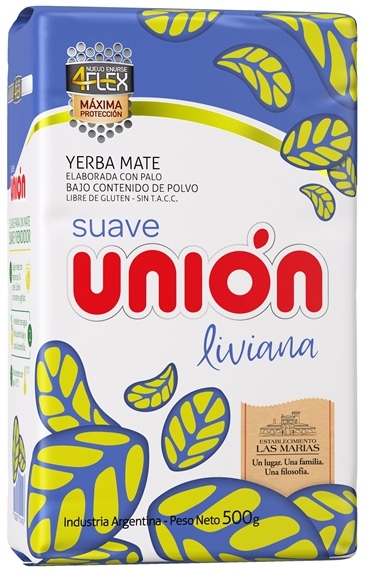 NUEVO ENVASE
4FLEX
MÁXIMA
PROTECCIÓN
YERBA MATE
ELABORADA CON PALO
BAJO CONTENIDO DE POLVO
LIBRE DE GLUTEN - SIN T.A.C.C.
suave
unión
liviana
unión
ESTABLECIMIENTO
LAS MARIAS
Un lugar. Una familia.
Una filosofía.
Industria Argentina - Peso Neto 500g